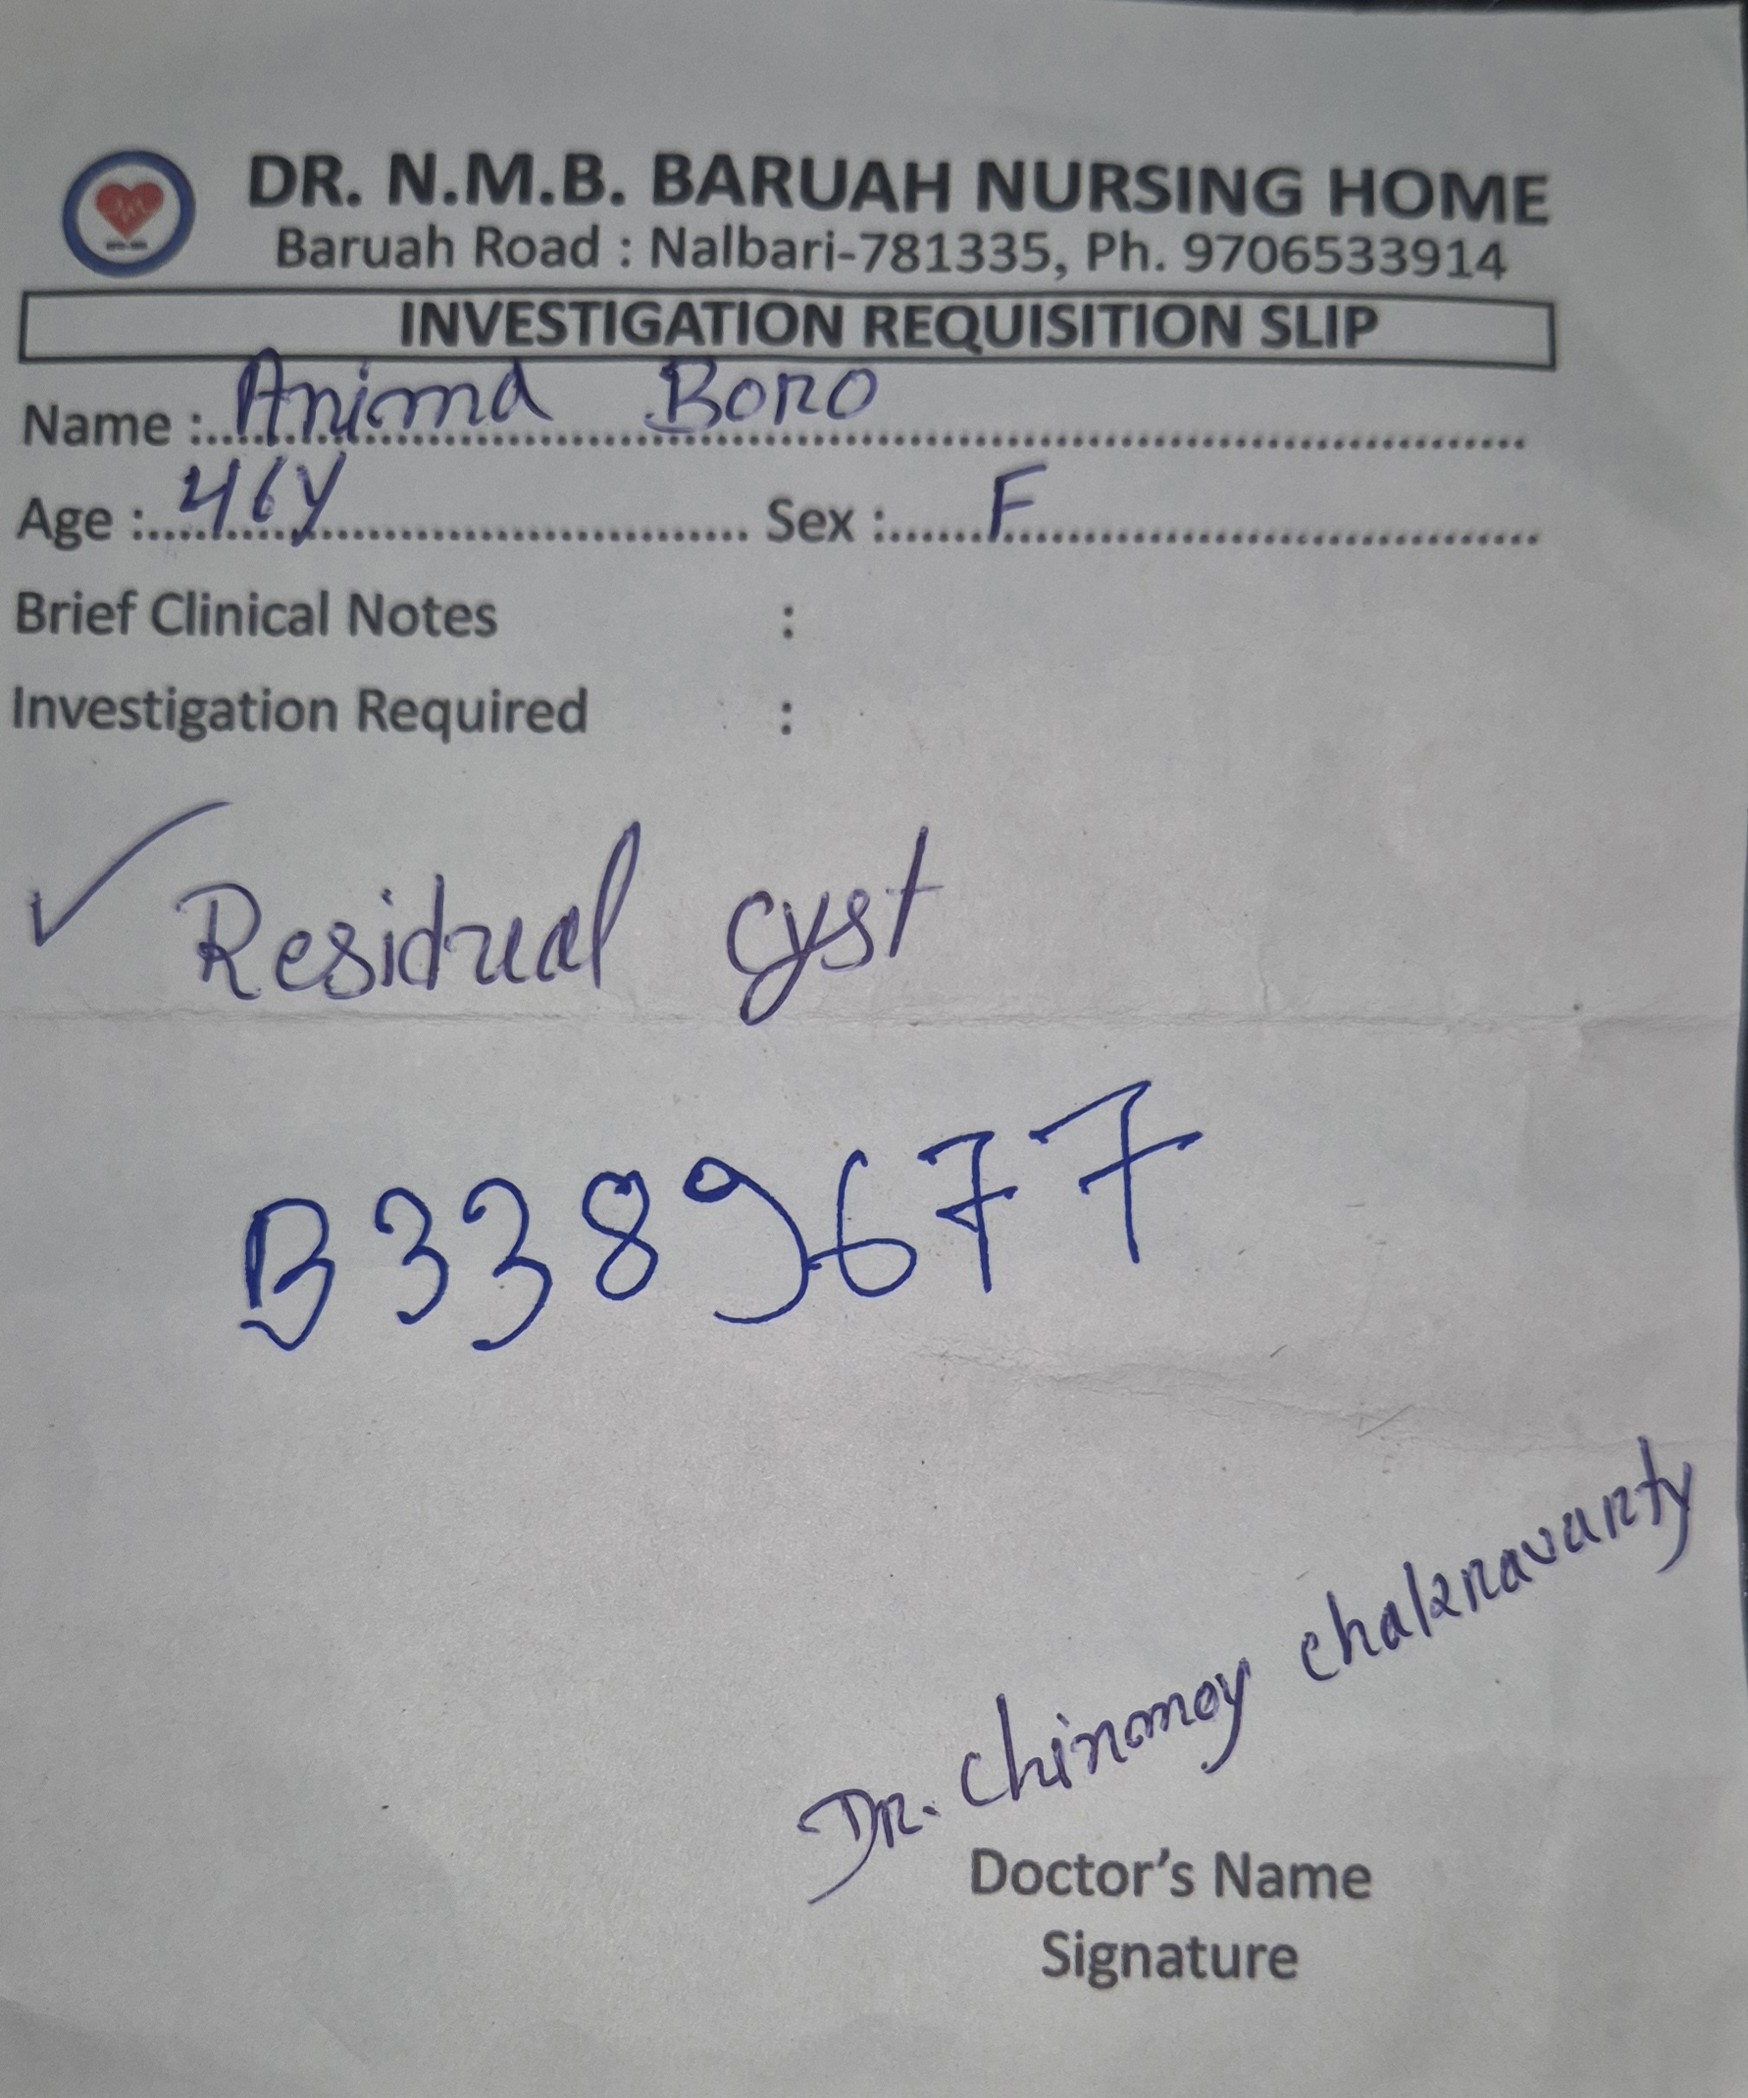 DR. N.M.B. BARUAH NURSING HOME
Baruah Road : Nalbari-781335, Ph. 9706533914
INVESTIGATION REQUISITION SLIP
Name : Anima Boro
Age : 46y Sex : F
Brief Clinical Notes :
Investigation Required :
✓ Residual cyst
B3389677
Dr. Chinmoy Chakravarty
Doctor's Name
Signature